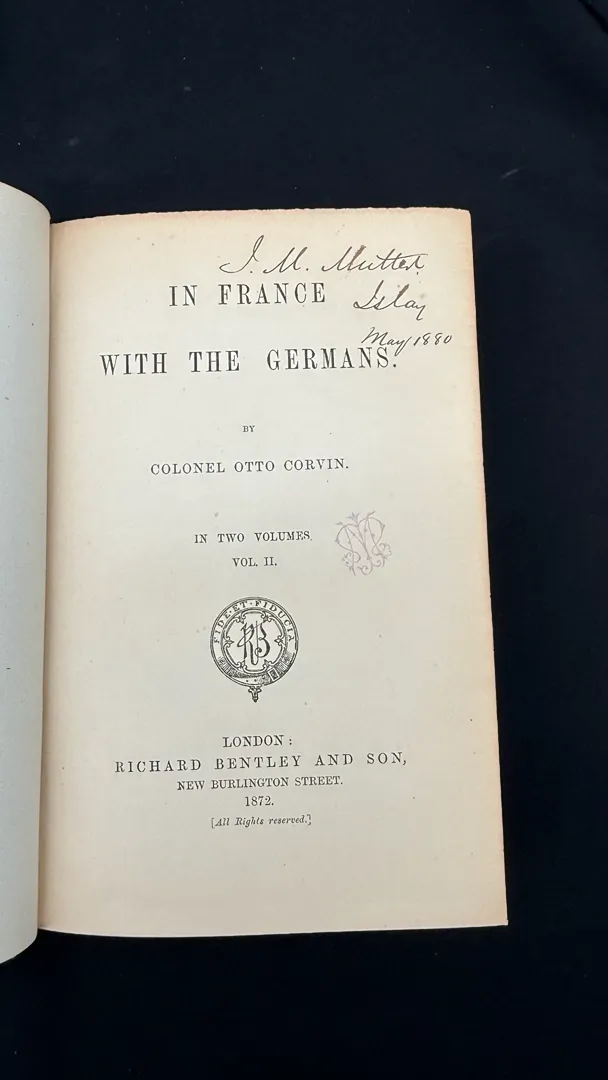 J. M. Mutter
IN FRANCE
Islay
May 1880
WITH THE GERMANS.
BY
COLONEL OTTO CORVIN.
IN TWO VOLUMES.
VOL. II.
FIDE·ET·FIDUCIA
RB
LONDON:
RICHARD BENTLEY AND SON,
NEW BURLINGTON STREET.
1872.
[All Rights reserved.]